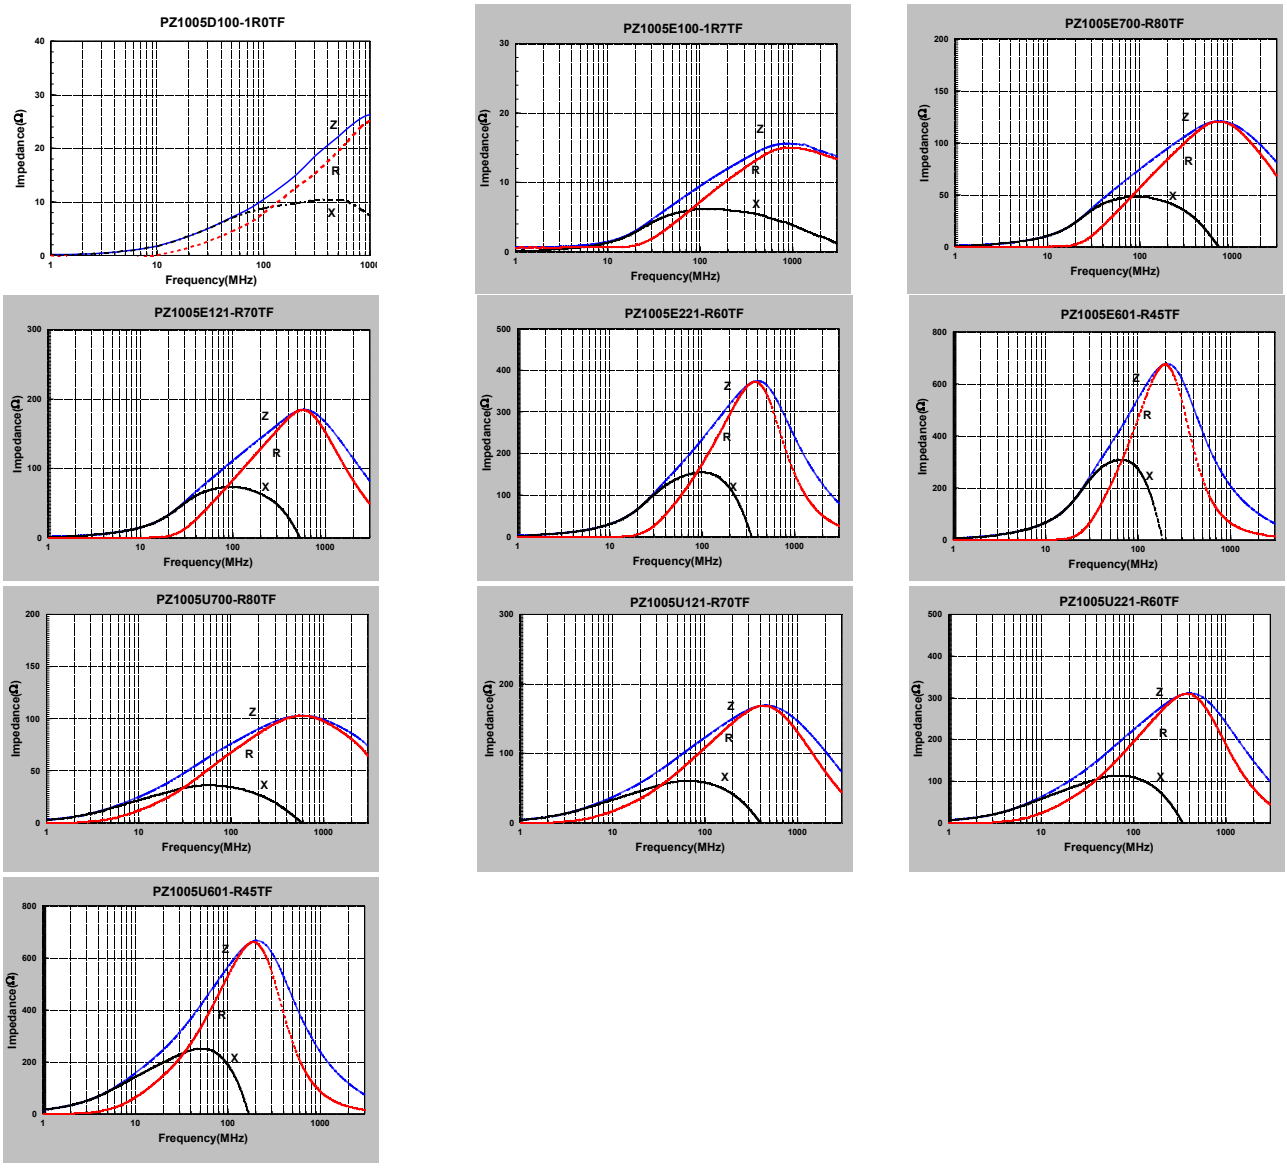 PZ1005D100-1R0TF
Impedance(Ω)
40
30
20
10
0
Z
R
X
1
10
100
1000
Frequency(MHz)
PZ1005E100-1R7TF
Impedance(Ω)
30
20
10
0
Z
R
X
1
10
100
1000
Frequency(MHz)
PZ1005E700-R80TF
Impedance(Ω)
200
150
100
50
0
Z
R
X
1
10
100
1000
Frequency(MHz)
PZ1005E121-R70TF
Impedance(Ω)
300
200
100
0
Z
R
X
1
10
100
1000
Frequency(MHz)
PZ1005E221-R60TF
Impedance(Ω)
500
400
300
200
100
0
Z
R
X
1
10
100
1000
Frequency(MHz)
PZ1005E601-R45TF
Impedance(Ω)
800
600
400
200
0
Z
R
X
1
10
100
1000
Frequency(MHz)
PZ1005U700-R80TF
Impedance(Ω)
200
150
100
50
0
Z
R
X
1
10
100
1000
Frequency(MHz)
PZ1005U121-R70TF
Impedance(Ω)
300
200
100
0
Z
R
X
1
10
100
1000
Frequency(MHz)
PZ1005U221-R60TF
Impedance(Ω)
500
400
300
200
100
0
Z
R
X
1
10
100
1000
Frequency(MHz)
PZ1005U601-R45TF
Impedance(Ω)
800
600
400
200
0
Z
R
X
1
10
100
1000
Frequency(MHz)